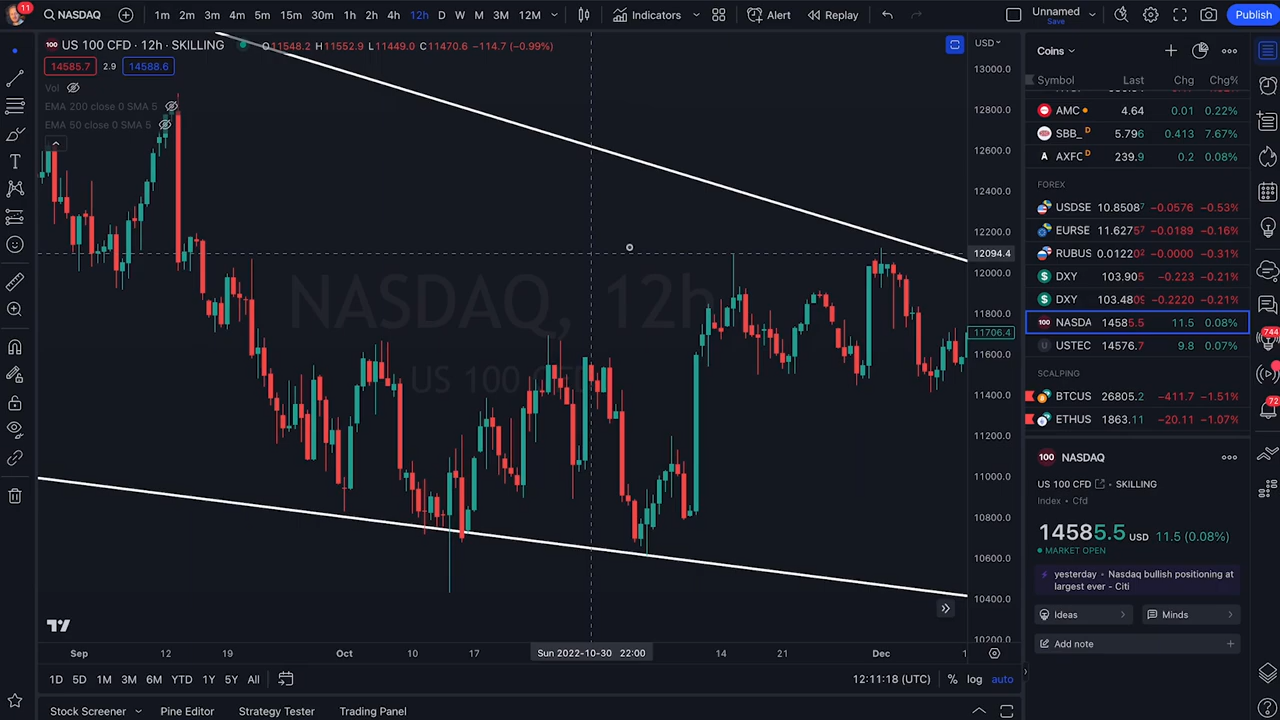 11
NASDAQ
1m 2m 3m 4m 5m 15m 30m 1h 2h 4h 12h D W M 3M 12M
Indicators
Alert
Replay
Unnamed
Save
Publish
US 100 CFD · 12h · SKILLING
O11548.2 H11552.9 L11449.0 C11470.6 −114.7 (−0.99%)
14585.7 2.9 14588.6
Vol
EMA 200 close 0 SMA 5
EMA 50 close 0 SMA 5
NASDAQ, 12h
US 100 CFD
USD
13000.0
12800.0
12600.0
12400.0
12200.0
12094.4
12000.0
11800.0
11706.4
11600.0
11400.0
11200.0
11000.0
10800.0
10600.0
10400.0
10200.0
Sep 12 19 Oct 10 17 Sun 2022-10-30 22:00 14 21 Dec 1
1D 5D 1M 3M 6M YTD 1Y 5Y All
12:11:18 (UTC) % log auto
Stock Screener Pine Editor Strategy Tester Trading Panel
Coins
Symbol Last Chg Chg%
AMC 4.64 0.01 0.22%
SBB_ D 5.796 0.413 7.67%
AXFC D 239.9 0.2 0.08%
FOREX
USDSE 10.8508⁷ −0.0576 −0.53%
EURSE 11.6275⁷ −0.0189 −0.16%
RUBUS 0.0122⁰² −0.0000 −0.31%
DXY 103.905 −0.223 −0.21%
DXY 103.480⁹ −0.2220 −0.21%
NASDA 14585.5 11.5 0.08%
USTEC 14576.7 9.8 0.07%
SCALPING
BTCUS 26805.2 −411.7 −1.51%
ETHUS 1863.11 −20.11 −1.07%
100 NASDAQ
US 100 CFD · SKILLING
Index · Cfd
14585.5 USD 11.5 (0.08%)
MARKET OPEN
yesterday · Nasdaq bullish positioning at
largest ever - Citi
Ideas
Minds
Add note
744
72